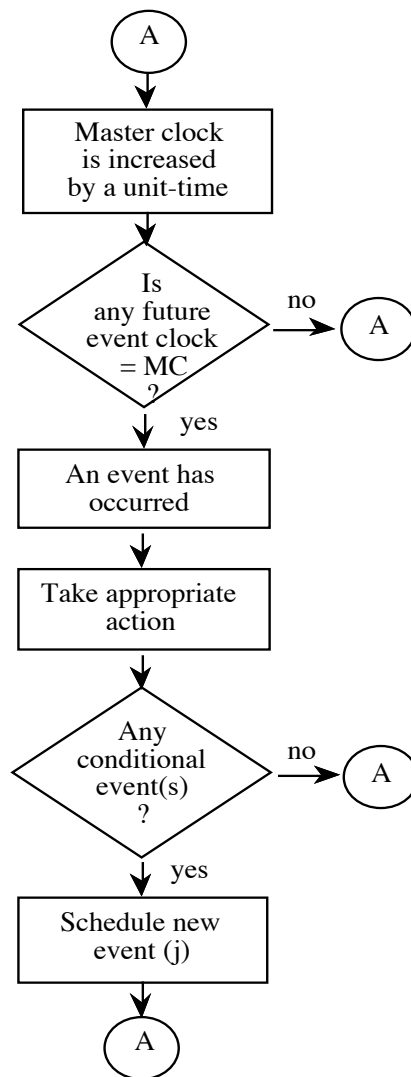 A
Master clock
is increased
by a unit-time
Is
any future
event clock
= MC
?
no
A
yes
An event has
occurred
Take appropriate
action
Any
conditional
event(s)
?
no
A
yes
Schedule new
event (j)
A